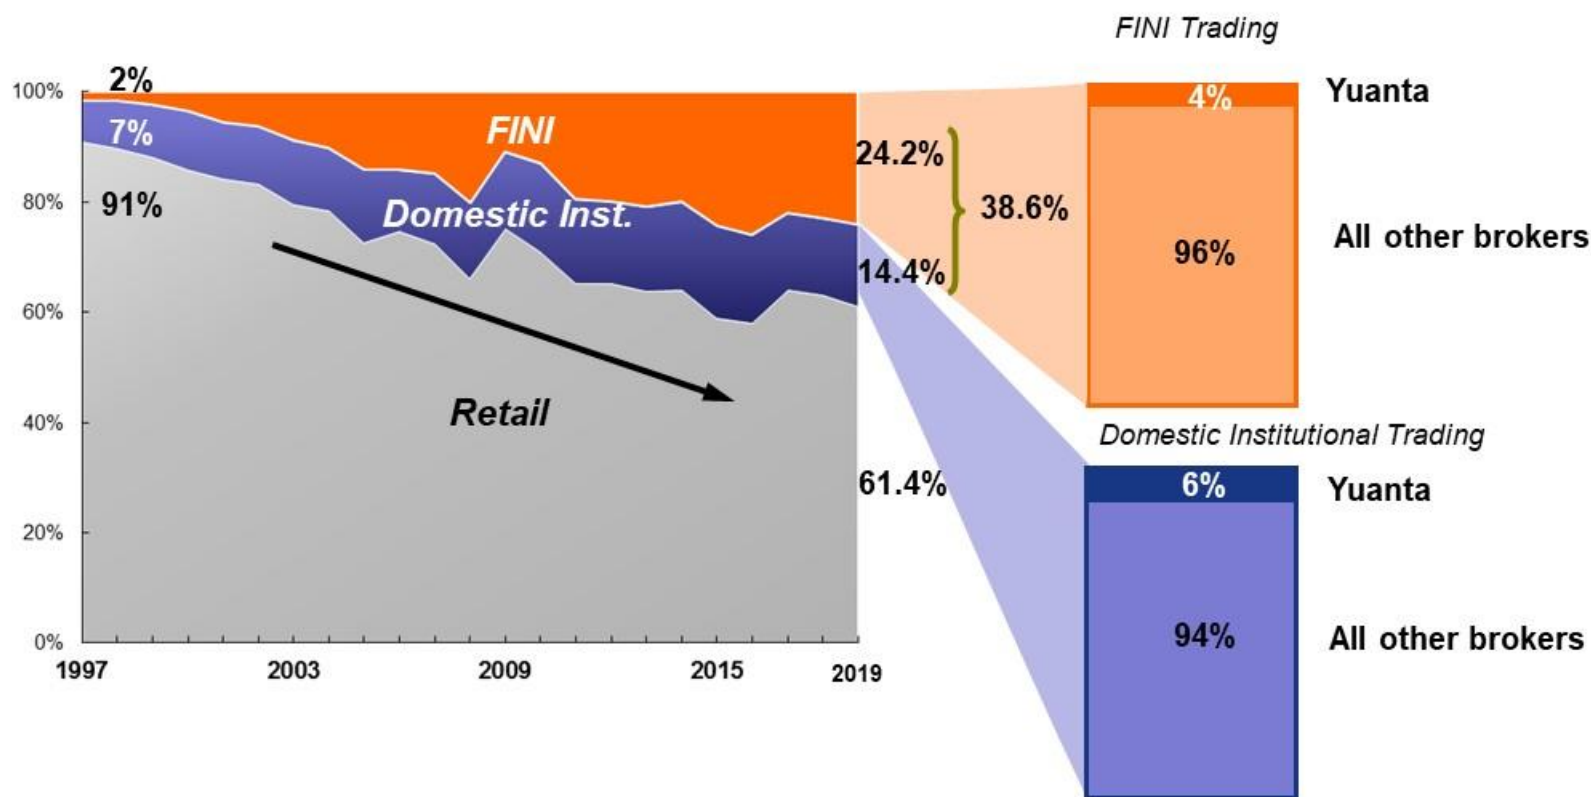 FINI Trading
100%
80%
60%
40%
20%
0%
2%
7%
91%
FINI
Domestic Inst.
Retail
1997
2003
2009
2015
2019
24.2%
14.4%
38.6%
61.4%
4%
Yuanta
96%
All other brokers
Domestic Institutional Trading
6%
Yuanta
94%
All other brokers